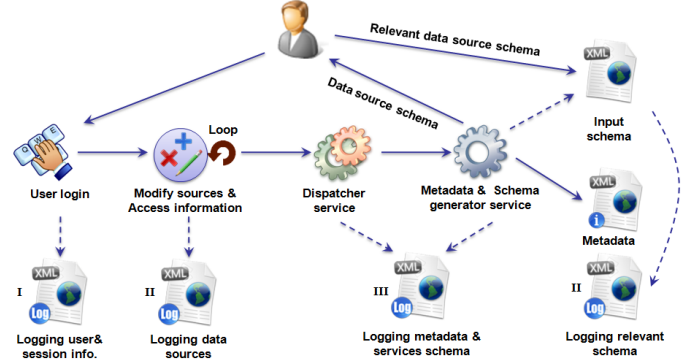 Relevant data source schema
XML
Data source schema
Loop
Q W E
Input
schema
User login
Modify sources &
Access information
Dispatcher
service
Metadata & Schema
generator service
XML
i
Metadata
I
XML
Log
II
XML
Log
III
XML
Log
II
XML
Log
Logging user&
session info.
Logging data
sources
Logging metadata &
services schema
Logging relevant
schema